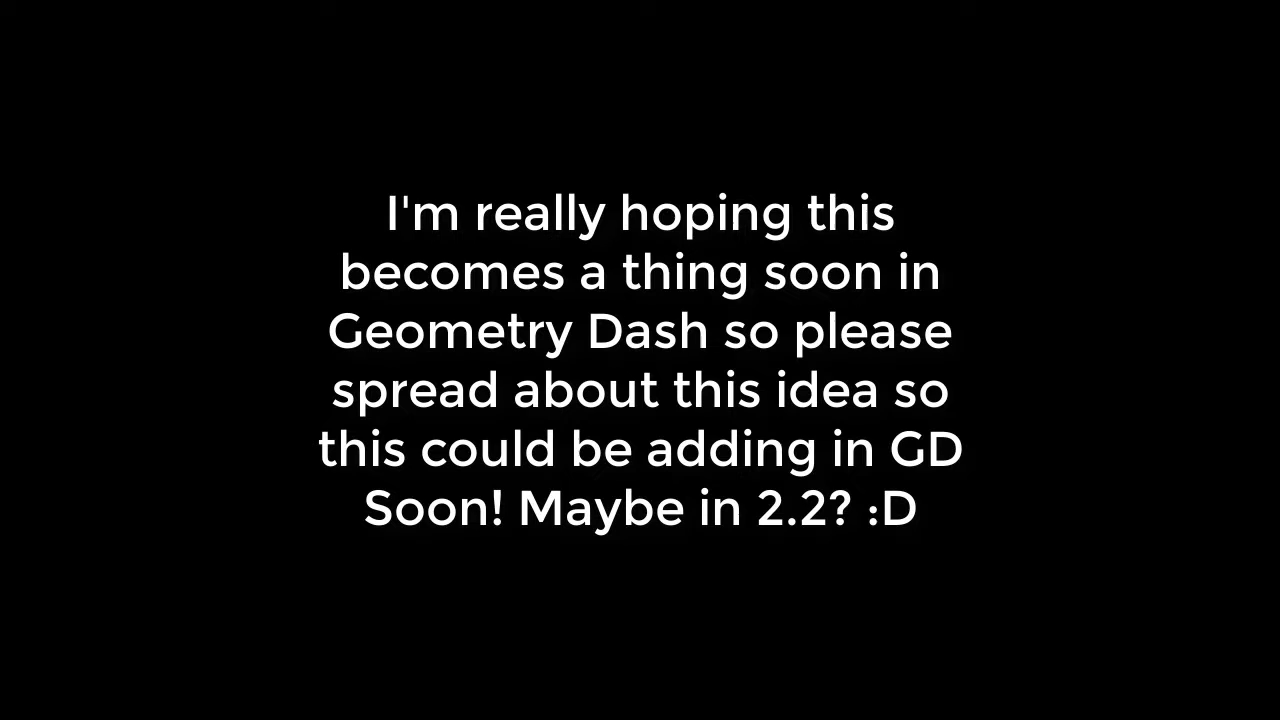 I'm really hoping this
becomes a thing soon in
Geometry Dash so please
spread about this idea so
this could be adding in GD
Soon! Maybe in 2.2? :D